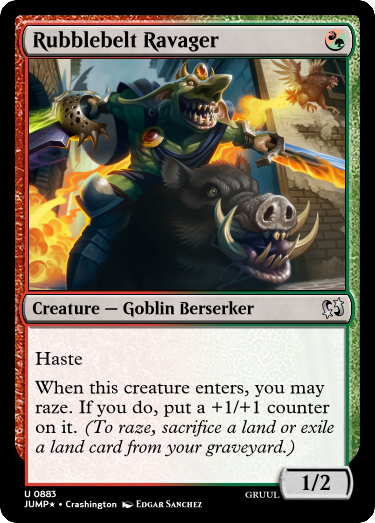 Rubblebelt Ravager
Creature — Goblin Berserker
Haste
When this creature enters, you may
raze. If you do, put a +1/+1 counter
on it. (To raze, sacrifice a land or exile
a land card from your graveyard.)
1/2
U 0883
JUMP★ • Crashington Edgar Sanchez
GRUUL